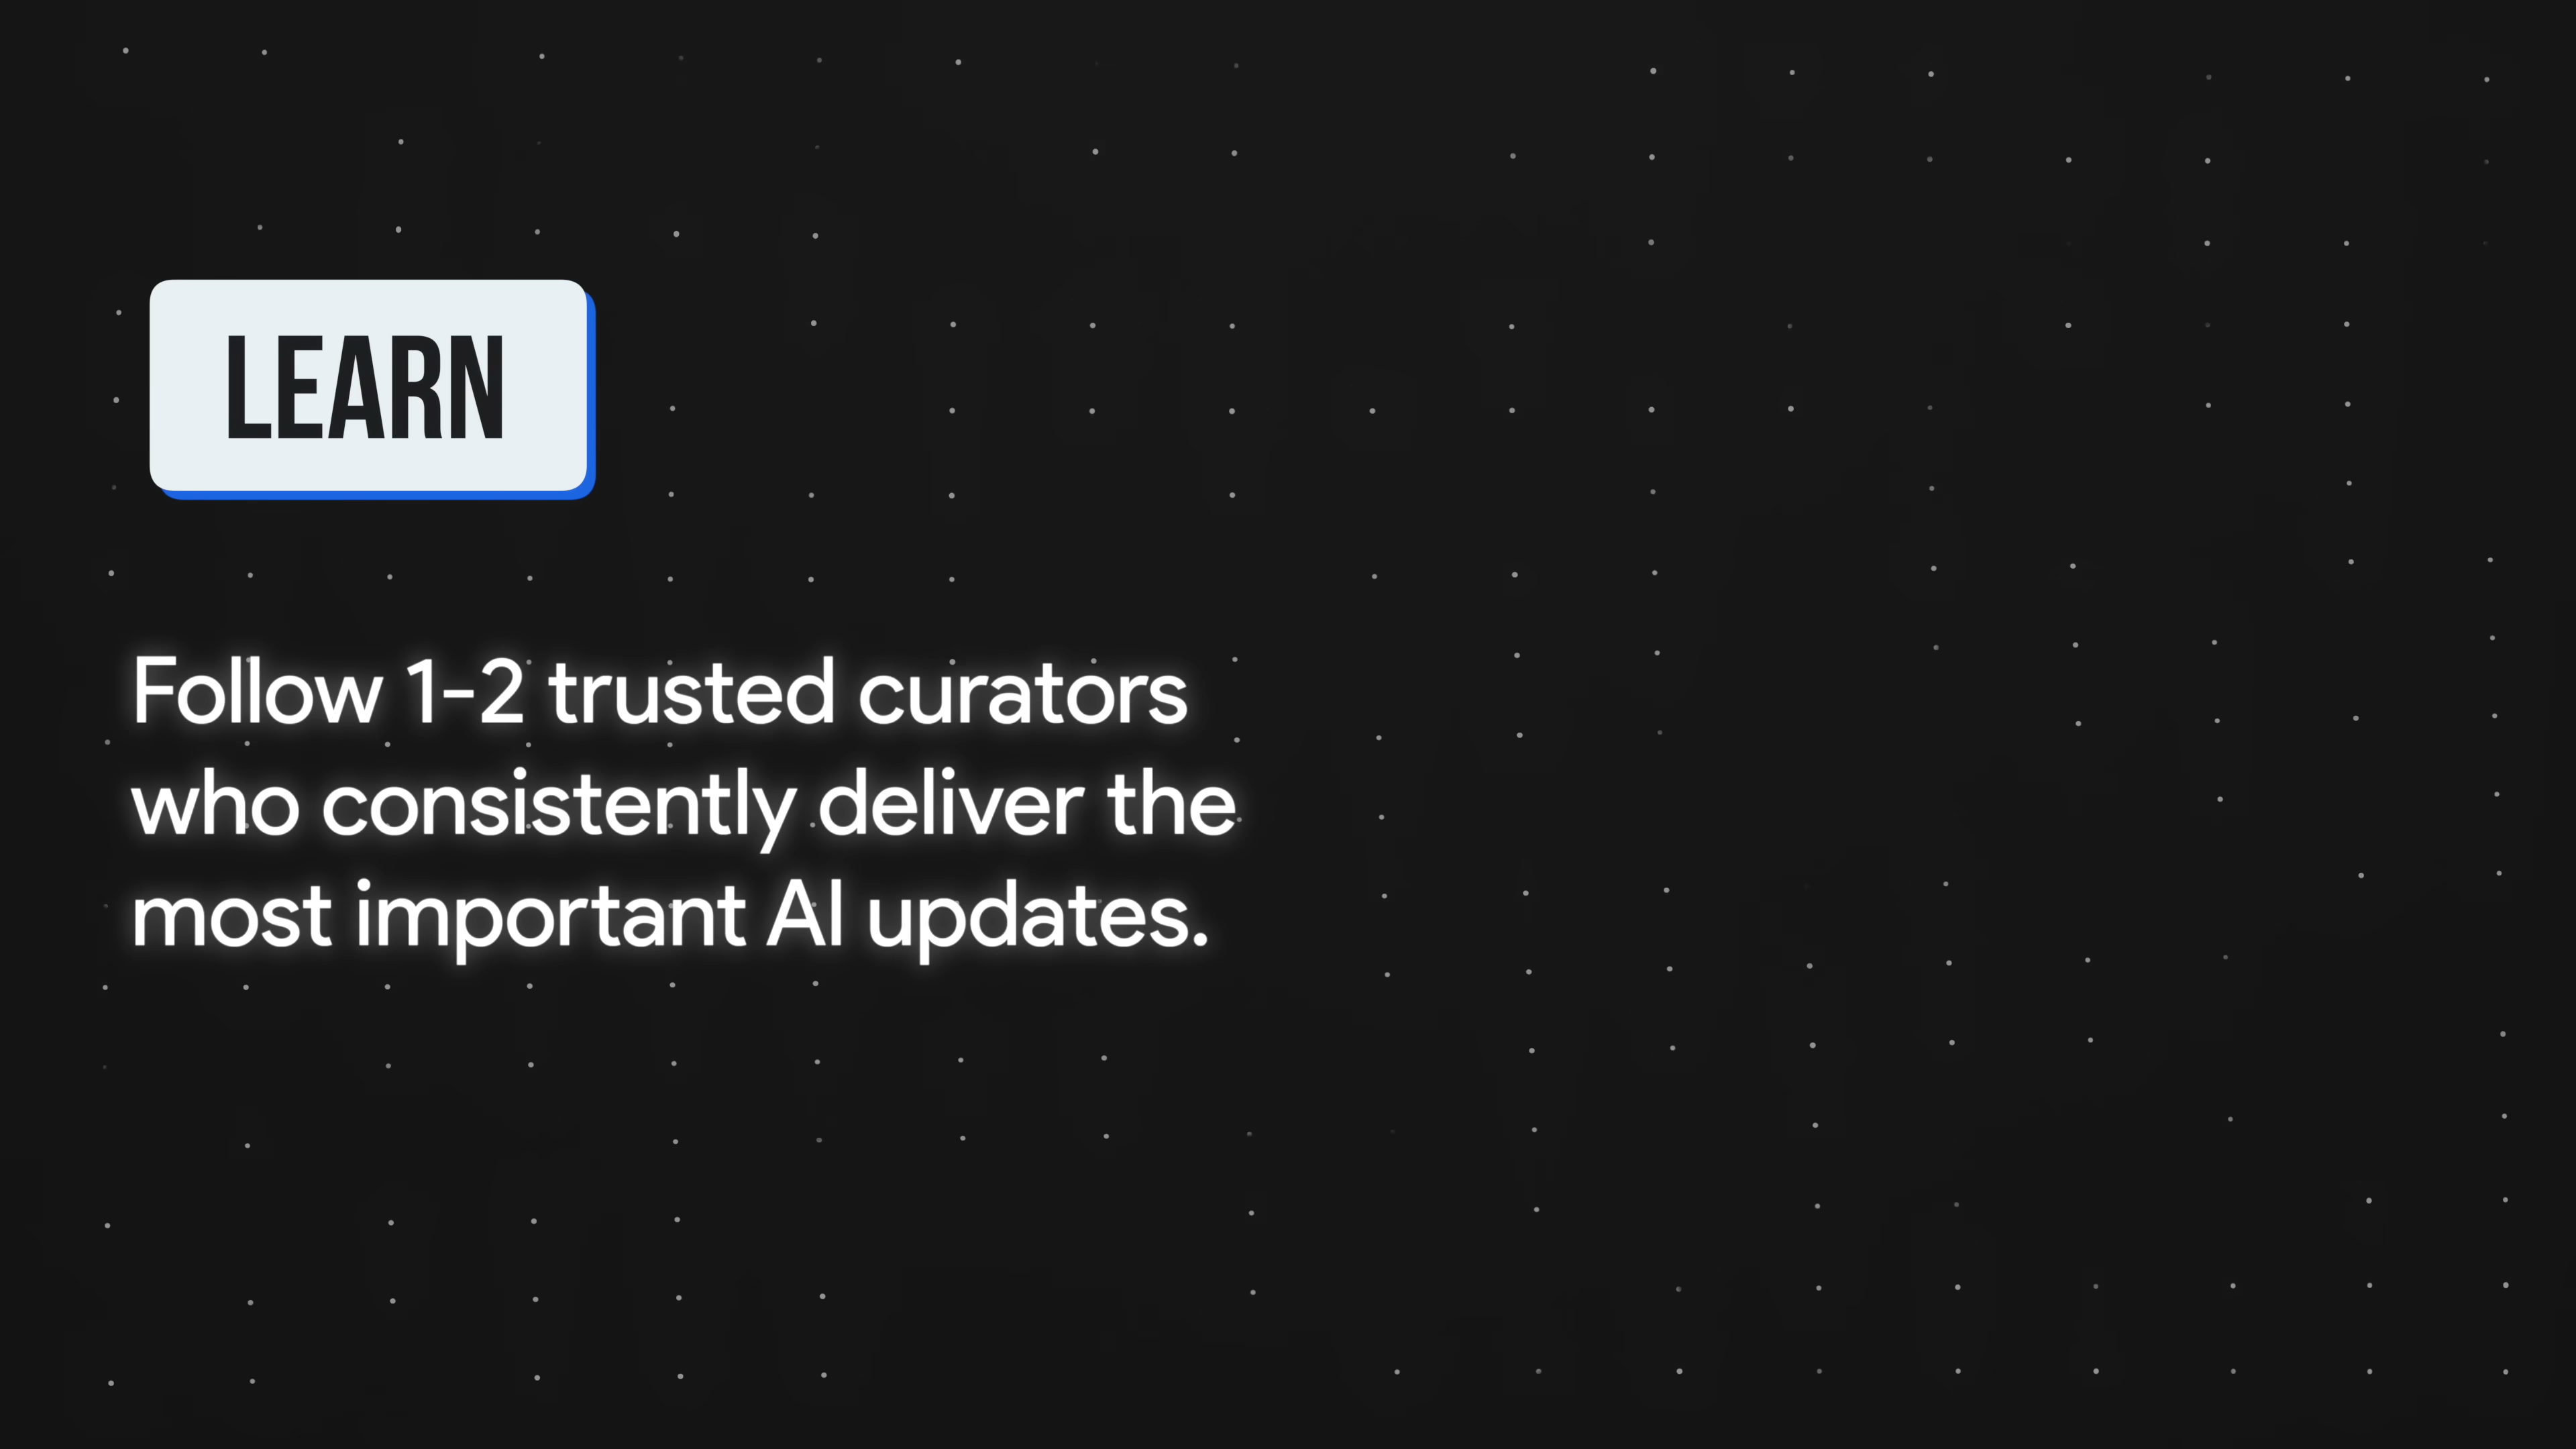 LEARN
Follow 1-2 trusted curators
who consistently deliver the
most important AI updates.